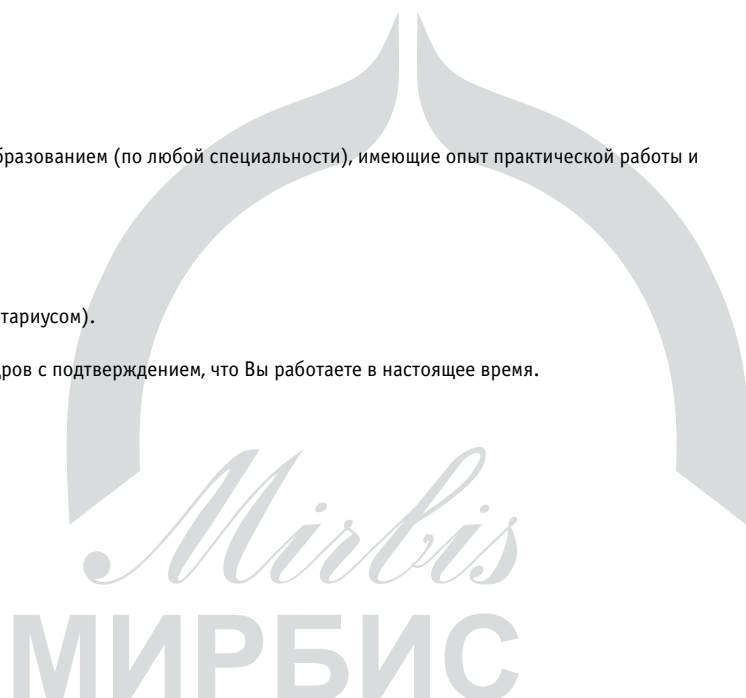 бразованием (по любой специальности), имеющие опыт практической работы и
тариусом).
дров с подтверждением, что Вы работаете в настоящее время.
Mirbis
МИРБИС